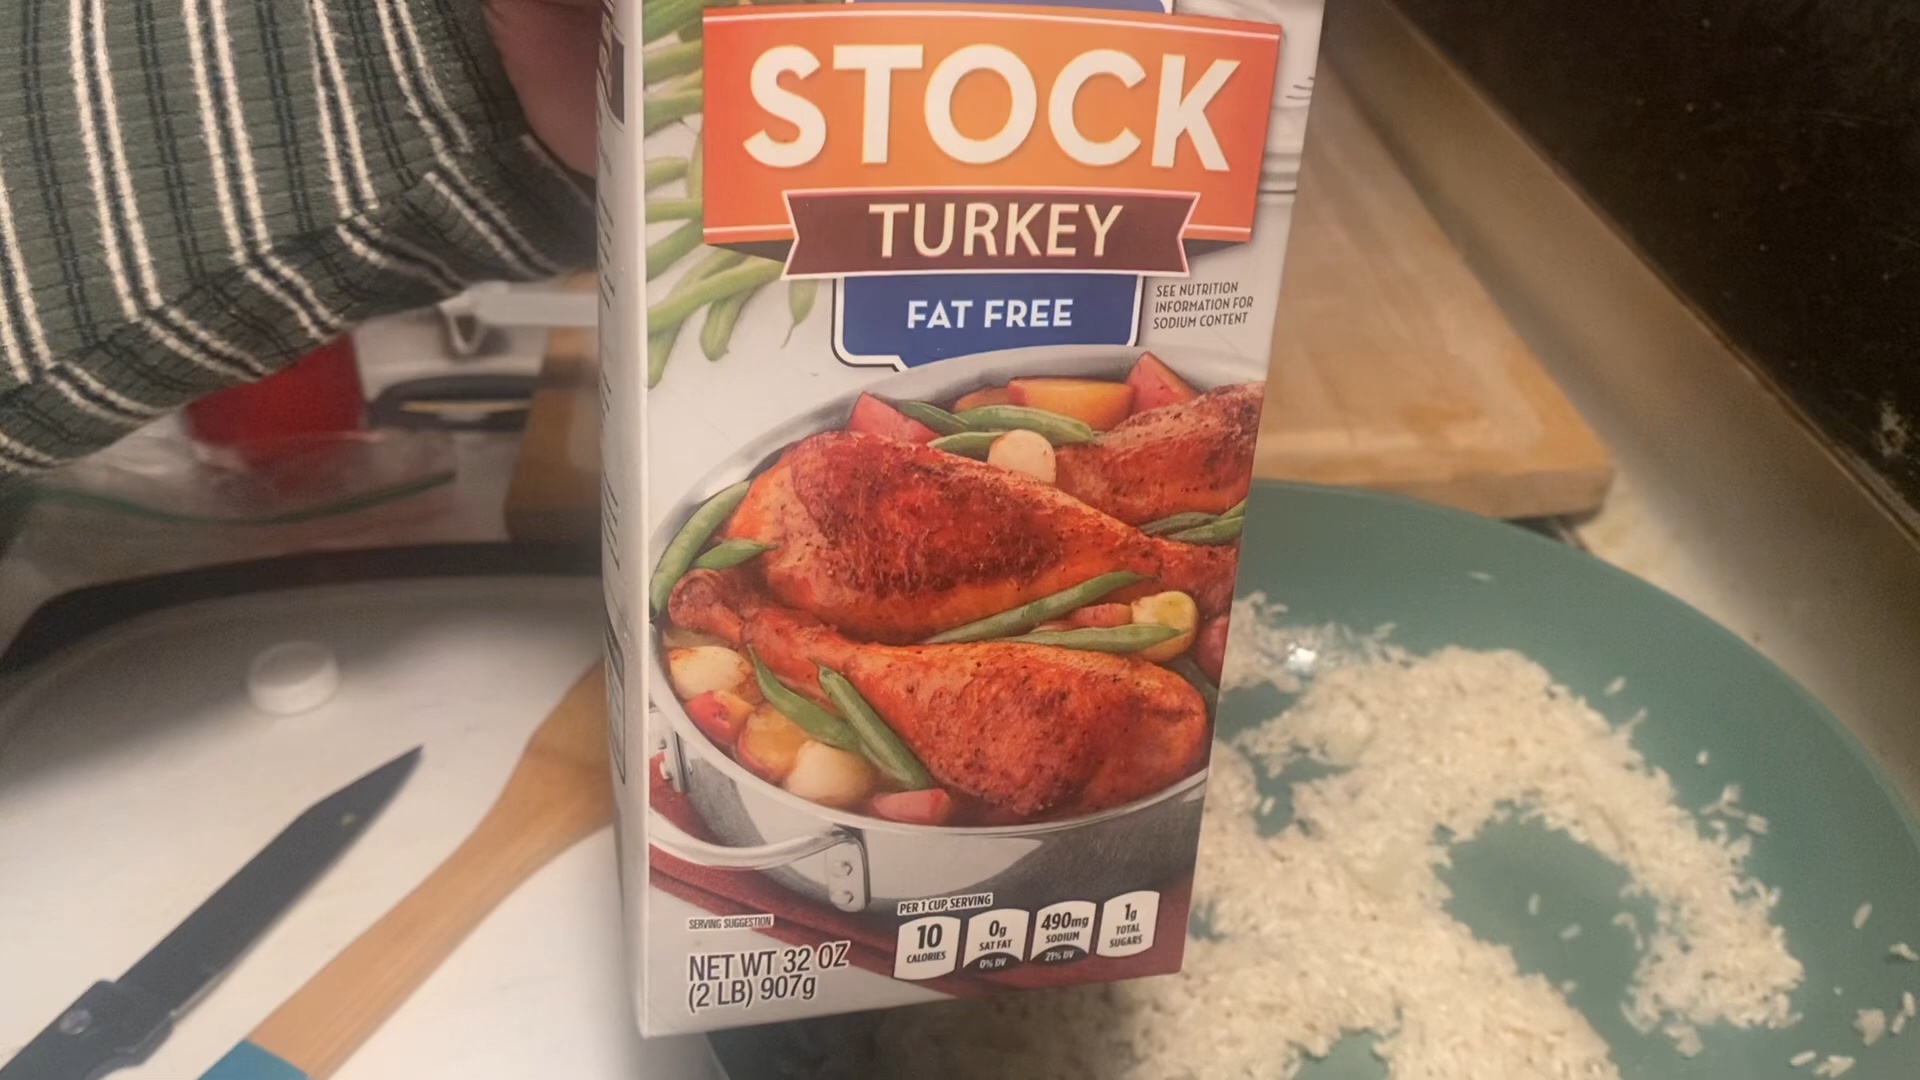 STOCK
TURKEY
FAT FREE
SEE NUTRITION
INFORMATION FOR
SODIUM CONTENT
SERVING SUGGESTION
NET WT 32 OZ
(2 LB) 907g
PER 1 CUP SERVING
10
CALORIES
0g
SAT FAT
0% DV
490mg
SODIUM
21% DV
1g
TOTAL
SUGARS